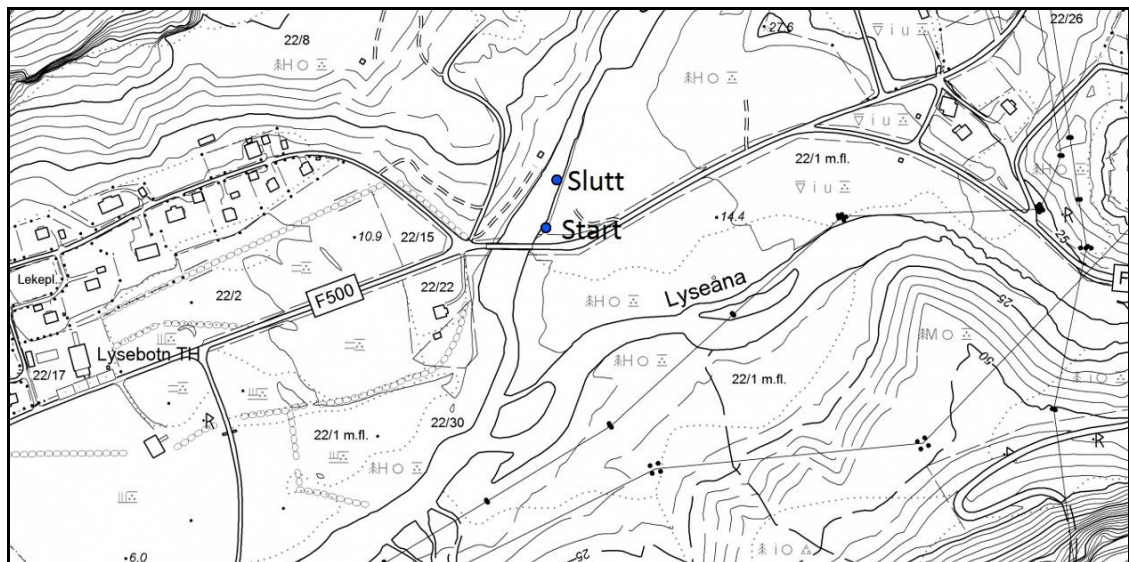 22/8
27.6
22/26
▽ i u
H O
H O
▽ i u
22/1 m.fl.
H O
▽ i u
Slutt
14.4
Start
R
25
10.9
22/15
Lekepl.
22/2
F500
22/22
Lyseåna
F
H O
25
M O
Lysebotn TH
22/17
H O
50
22/1 m.fl.
i O
R
22/30
22/1 m.fl.
R
H O
6.0
25
i O